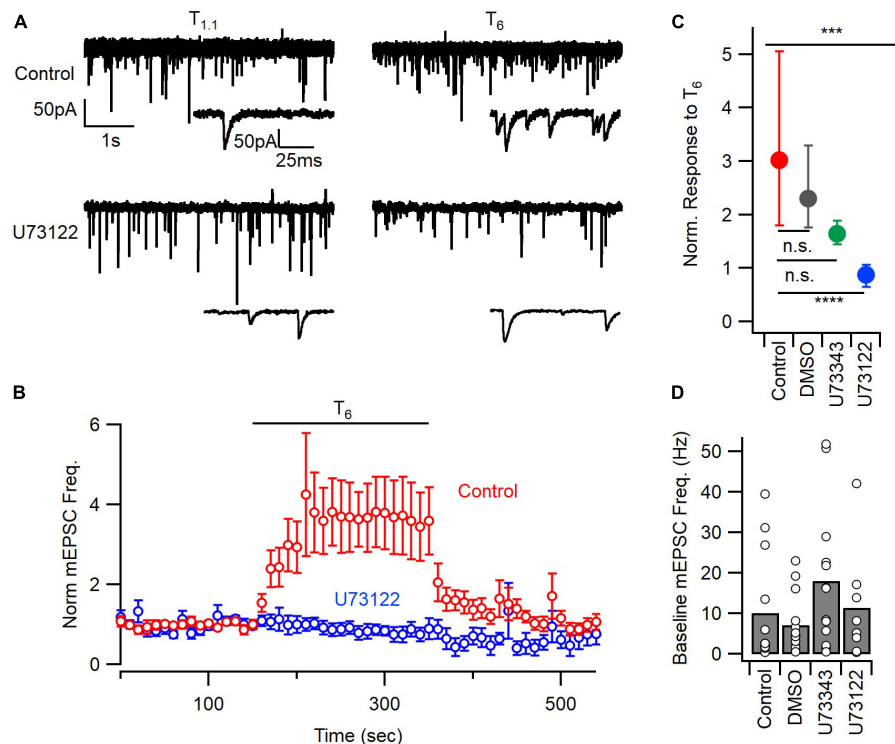 A
T1.1
T6
Control
50pA
1s
50pA
25ms
U73122
B
Norm mEPSC Freq.
6
4
2
0
T6
Control
U73122
100
300
500
Time (sec)
C
Norm. Response to T6
5
4
3
2
1
0
***
n.s.
n.s.
****
Control
DMSO
U73343
U73122
D
Baseline mEPSC Freq. (Hz)
50
40
30
20
10
0
Control
DMSO
U73343
U73122